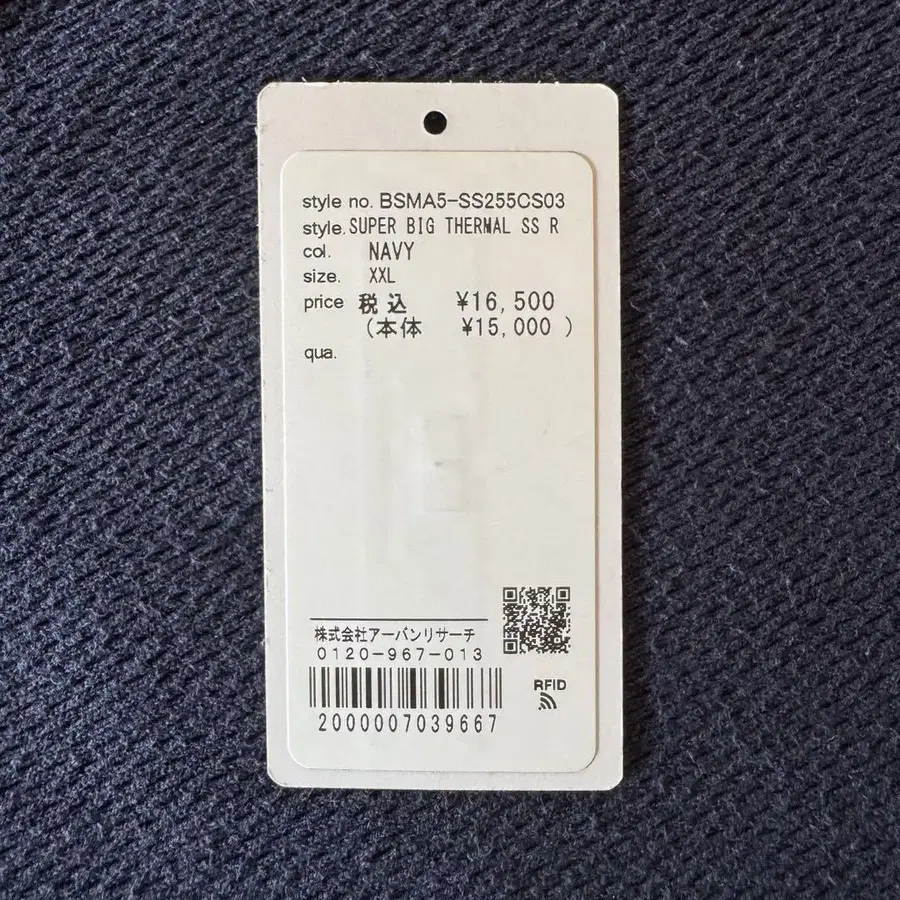 style no. BSMA5-SS255CS03
style. SUPER BIG THERMAL SS R
col. NAVY
size. XXL
price 税込 ¥16,500
(本体 ¥15,000 )
qua.
株式会社アーバンリサーチ
0120-967-013
RFID
2000007039667